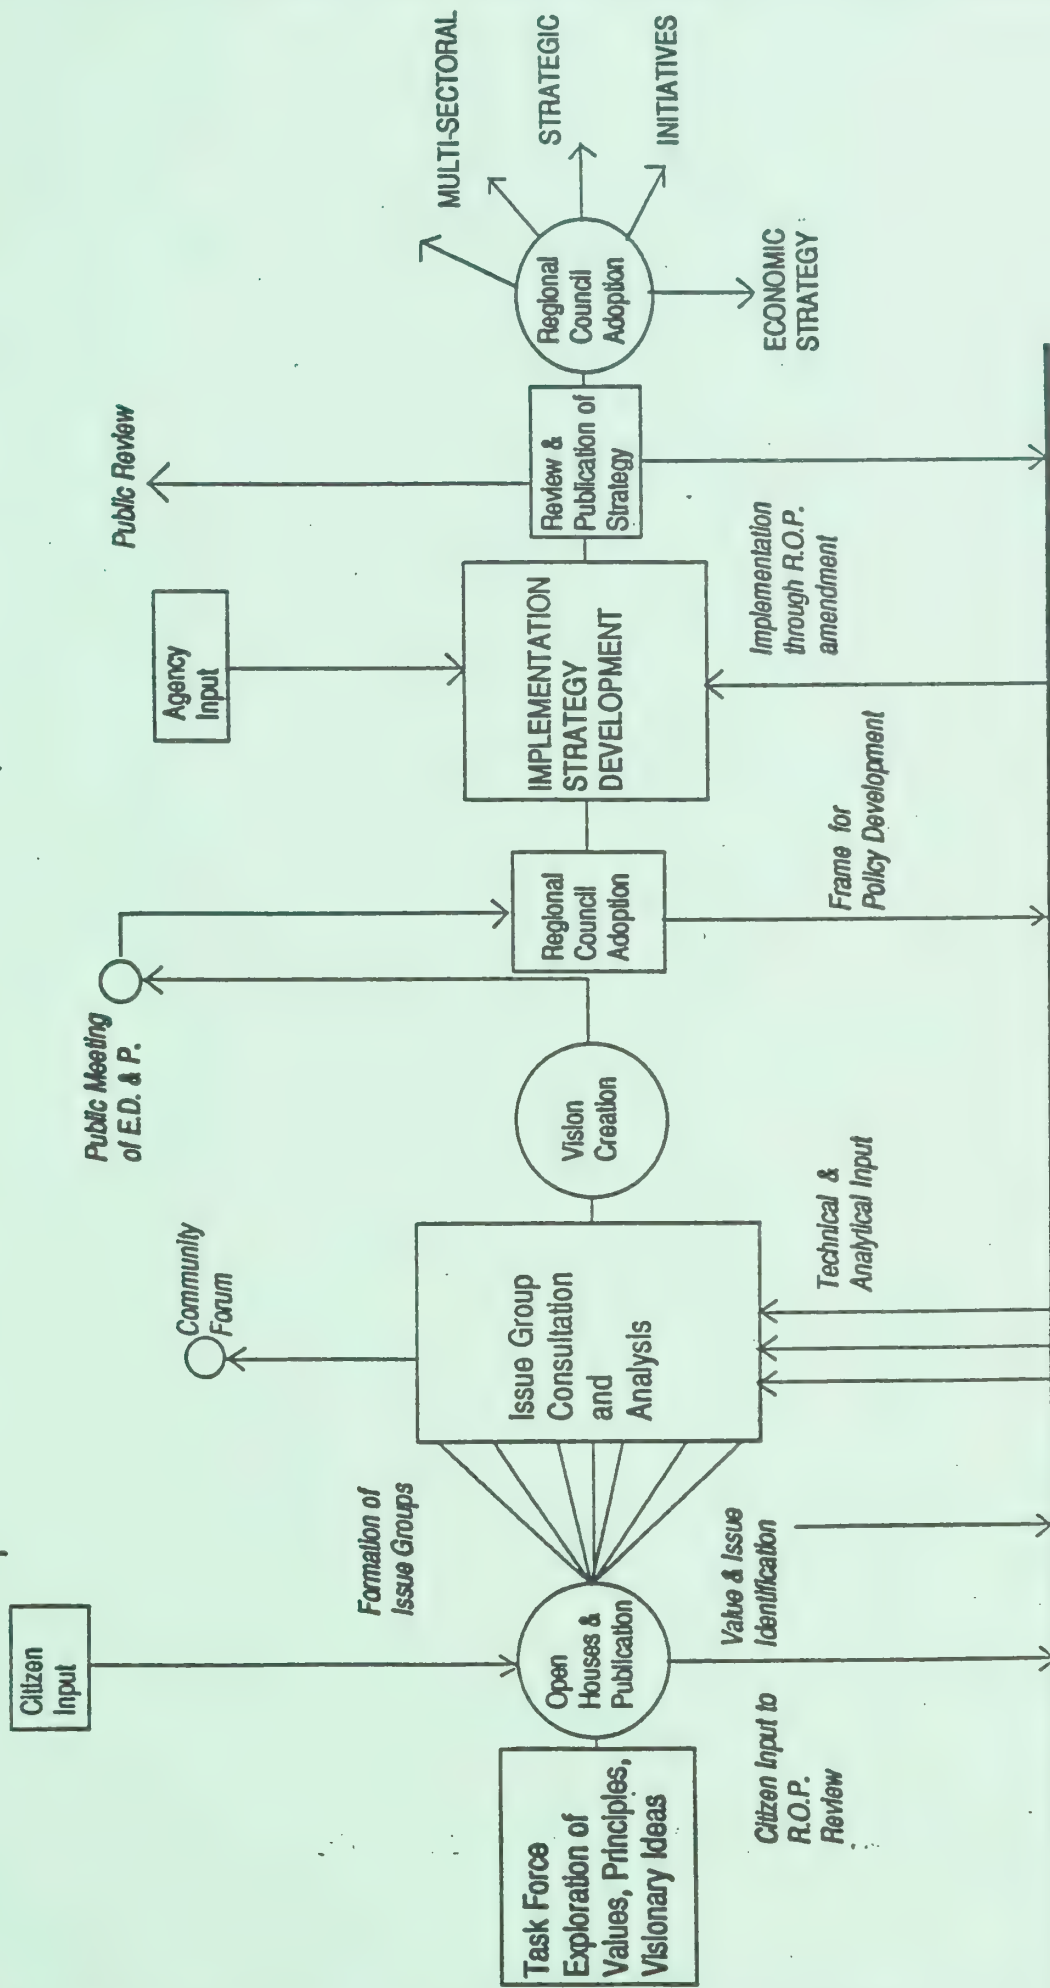 Citizen
Input
Task Force
Exploration of
Values, Principles,
Visionary Ideas
Open
Houses &
Publication
Citizen Input to
R.O.P.
Review
Value & Issue
Identification
Formation of
Issue Groups
Community
Forum
Issue Group
Consultation
and
Analysis
Technical &
Analytical Input
Vision
Creation
Public Meeting
of E.D. & P.
Regional
Council
Adoption
Frame for
Policy Development
Agency
Input
IMPLEMENTATION
STRATEGY
DEVELOPMENT
Implementation
through R.O.P.
amendment
Public Review
Review &
Publication of
Strategy
Regional
Council
Adoption
MULTI-SECTORAL
STRATEGIC
INITIATIVES
ECONOMIC
STRATEGY